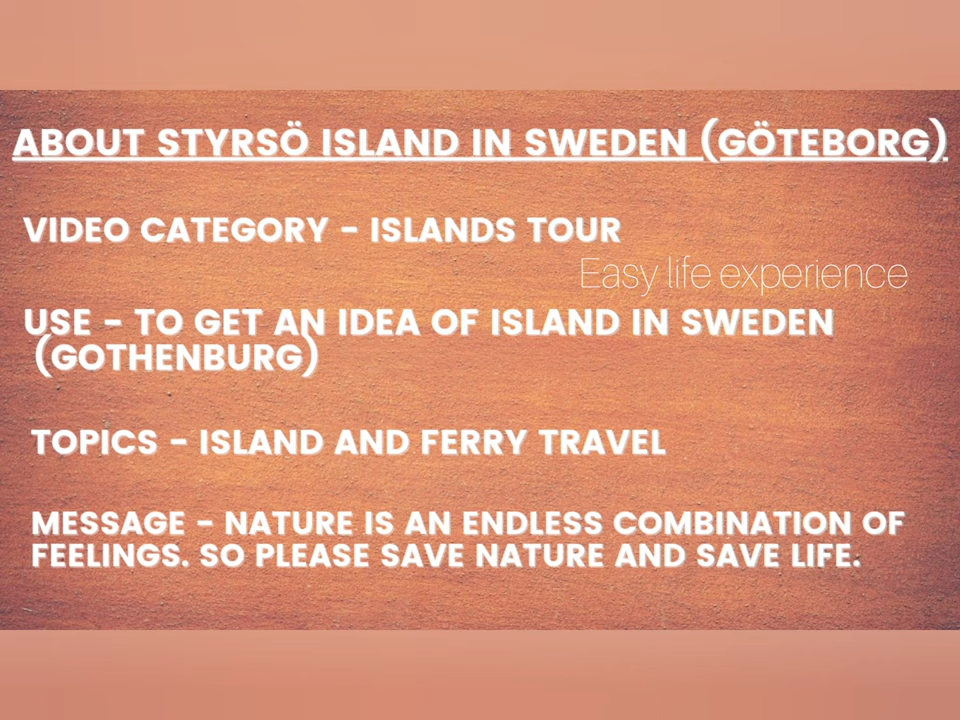 ABOUT STYRSÖ ISLAND IN SWEDEN (GÖTEBORG)
VIDEO CATEGORY - ISLANDS TOUR
Easy life experience
USE - TO GET AN IDEA OF ISLAND IN SWEDEN
(GOTHENBURG)
TOPICS - ISLAND AND FERRY TRAVEL
MESSAGE - NATURE IS AN ENDLESS COMBINATION OF
FEELINGS. SO PLEASE SAVE NATURE AND SAVE LIFE.